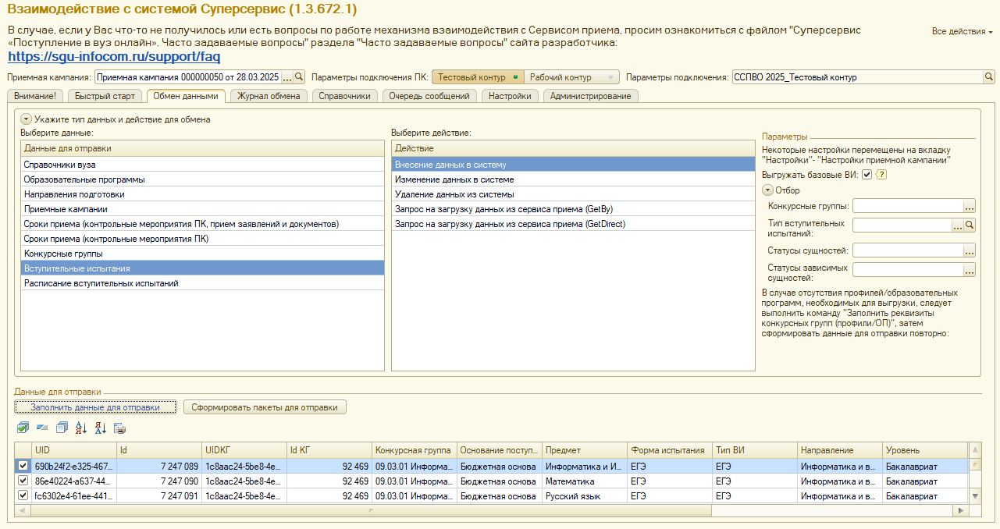 Взаимодействие с системой Суперсервис (1.3.672.1)
В случае, если у Вас что-то не получилось или есть вопросы по работе механизма взаимодействия с Сервисом приема, просим ознакомиться с файлом "Суперсервис
«Поступление в вуз онлайн». Часто задаваемые вопросы" раздела "Часто задаваемые вопросы" сайта разработчика:
Все действия
https://sgu-infocom.ru/support/faq
Приемная кампания: Приемная кампания 000000050 от 28.03.2025 ... Параметры подключения ПК: Тестовый контур Рабочий контур Параметры подключения: ССПВО 2025_Тестовый контур
Внимание! Быстрый старт Обмен данными Журнал обмена Справочники Очередь сообщений Настройки Администрирование
Укажите тип данных и действие для обмена
Выберите данные:
Данные для отправки
Справочники вуза
Образовательные программы
Направления подготовки
Приемные кампании
Сроки приема (контрольные мероприятия ПК, прием заявлений и документов)
Сроки приема (контрольные мероприятия ПК)
Конкурсные группы
Вступительные испытания
Расписание вступительных испытаний
Выберите действие:
Действие
Внесение данных в систему
Изменение данных в системе
Удаление данных из системы
Запрос на загрузку данных из сервиса приема (GetBy)
Запрос на загрузку данных из сервиса приема (GetDirect)
Параметры
Некоторые настройки перемещены на вкладку
"Настройки"- "Настройки приемной кампании"
Выгружать базовые ВИ: ?
Отбор
Конкурсные группы: ...
Тип вступительных
испытаний: ...
Статусы сущностей: ...
Статусы зависимых
сущностей: ...
В случае отсутствия профилей/образовательных
программ, необходимых для выгрузки, следует
выполнить команду "Заполнить реквизиты
конкурсных групп (профили/ОП)", затем
сформировать данные для отправки повторно:
Данные для отправки
Заполнить данные для отправки Сформировать пакеты для отправки
UID Id UIDКГ Id КГ Конкурсная группа Основание поступ... Предмет Форма испытания Тип ВИ Направление Уровень
690b24f2-e325-467... 7 247 089 1c8aac24-5be8-4e... 92 469 09.03.01 Информа... Бюджетная основа Информатика и И... ЕГЭ ЕГЭ Информатика и в... Бакалавриат
86e40224-a637-44... 7 247 090 1c8aac24-5be8-4e... 92 469 09.03.01 Информа... Бюджетная основа Математика ЕГЭ ЕГЭ Информатика и в... Бакалавриат
fc6302e4-61ee-441... 7 247 091 1c8aac24-5be8-4e... 92 469 09.03.01 Информа... Бюджетная основа Русский язык ЕГЭ ЕГЭ Информатика и в... Бакалавриат